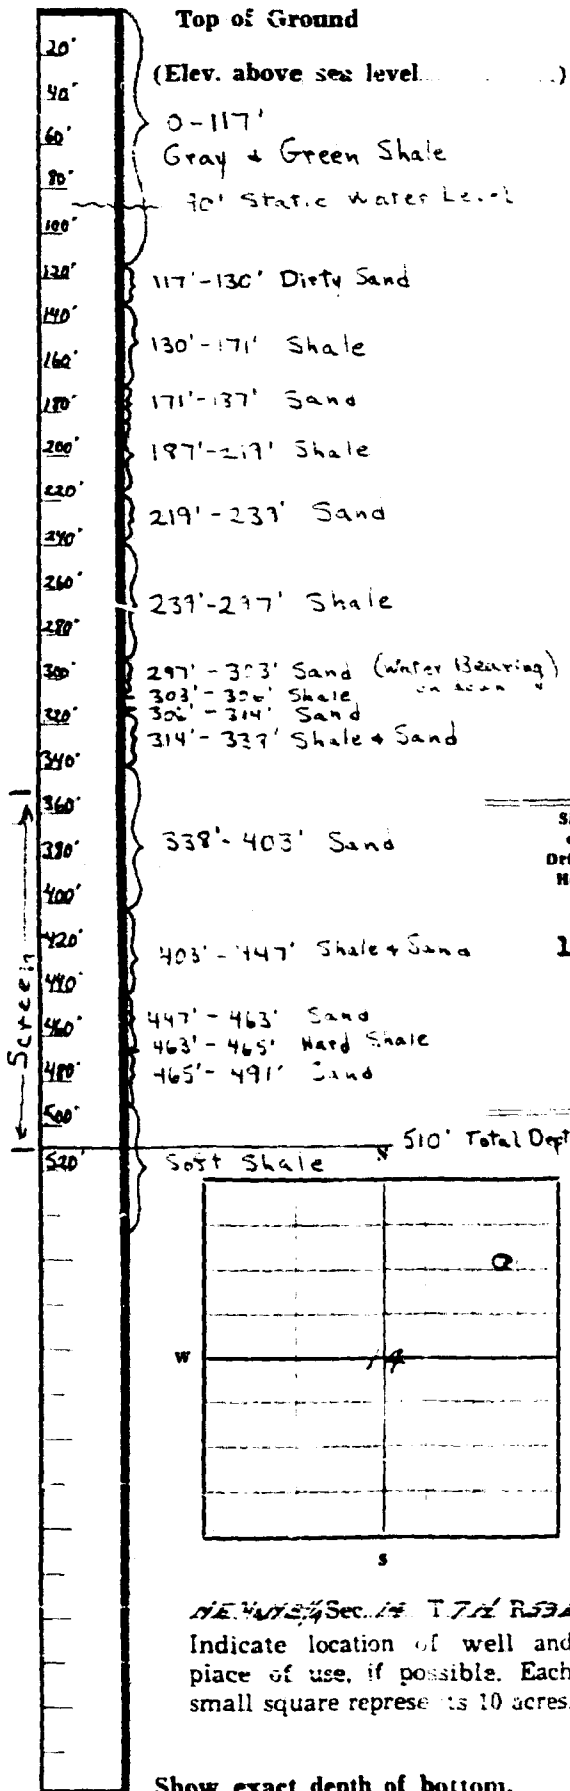 Top of Ground
20'
(Elev. above sea level..............)
40'
0-117'
60'
Gray & Green Shale
80'
Static Water Level
100'
120'
117'-130' Dirty Sand
140'
130'-171' Shale
160'
180'
171'-187' Sand
200'
187'-219' Shale
220'
219'-239' Sand
240'
260'
239'-297' Shale
280'
300'
297'-303' Sand (Water Bearing)
303'-306' Shale
320'
306'-314' Sand
314'-338' Shale & Sand
340'
360'
380'
338'-403' Sand
400'
420'
403'-447' Shale & Sand
1
440'
Screen
460'
447'-463' Sand
463'-465' Hard Shale
480'
465'-491' Sand
500'
510' Total Dept
520'
Soft Shale
N
W
14
S
Sec. 14 T
Indicate location of well and
place of use, if possible. Each
small square represents 10 acres.
Show exact depth of bottom.